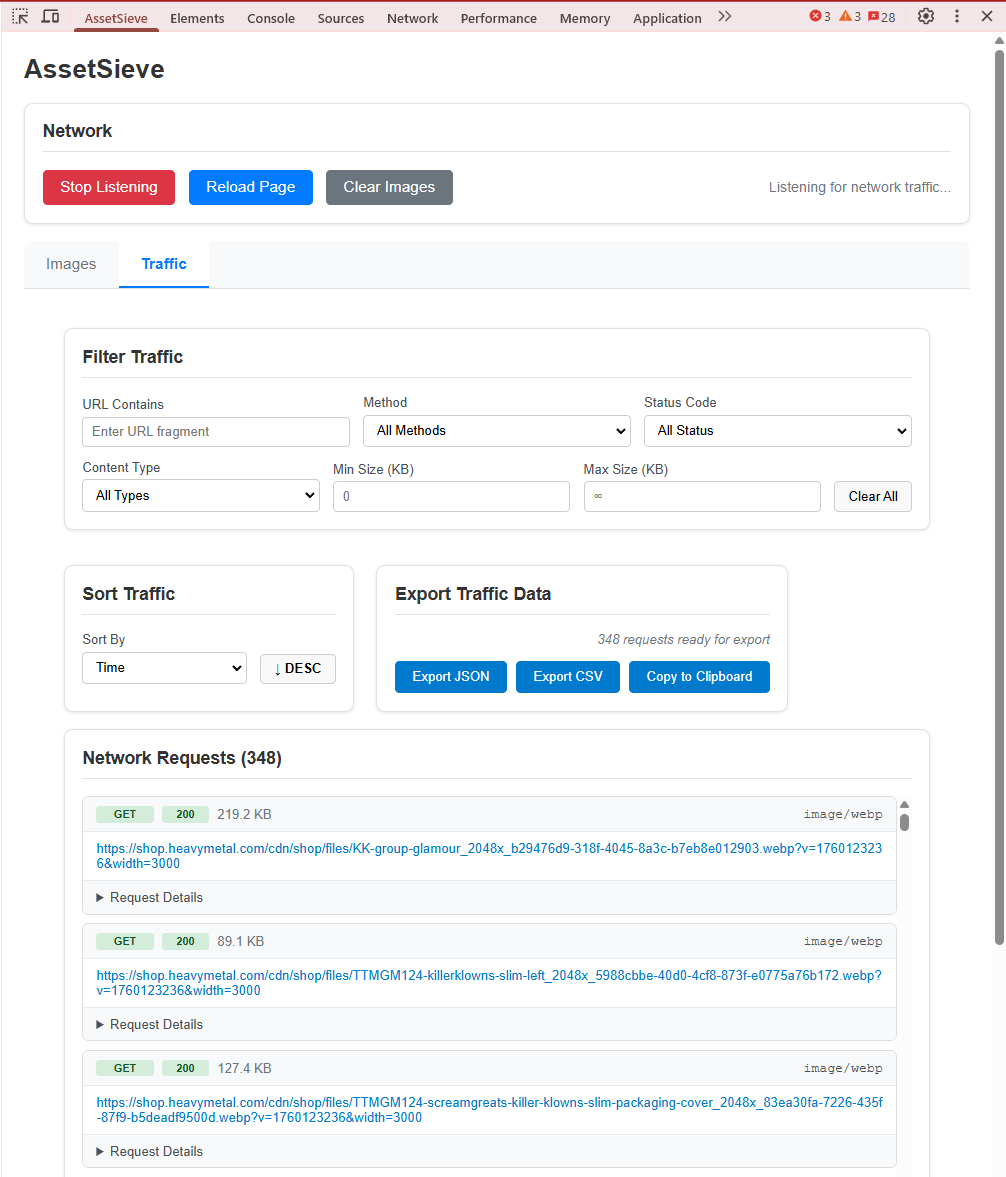 AssetSieve Elements Console Sources Network Performance Memory Application 3 3 28
AssetSieve
Network
Stop Listening Reload Page Clear Images Listening for network traffic...
Images Traffic
Filter Traffic
URL Contains Method Status Code
Enter URL fragment All Methods All Status
Content Type Min Size (KB) Max Size (KB)
All Types 0 ∞ Clear All
Sort Traffic Export Traffic Data
Sort By 348 requests ready for export
Time ↓ DESC Export JSON Export CSV Copy to Clipboard
Network Requests (348)
GET 200 219.2 KB image/webp
https://shop.heavymetal.com/cdn/shop/files/KK-group-glamour_2048x_b29476d9-318f-4045-8a3c-b7eb8e012903.webp?v=176012323
6&width=3000
▶ Request Details
GET 200 89.1 KB image/webp
https://shop.heavymetal.com/cdn/shop/files/TTMGM124-killerklowns-slim-left_2048x_5988cbbe-40d0-4cf8-873f-e0775a76b172.webp?
v=1760123236&width=3000
▶ Request Details
GET 200 127.4 KB image/webp
https://shop.heavymetal.com/cdn/shop/files/TTMGM124-screamgreats-killer-klowns-slim-packaging-cover_2048x_83ea30fa-7226-435f
-87f9-b5deadf9500d.webp?v=1760123236&width=3000
▶ Request Details